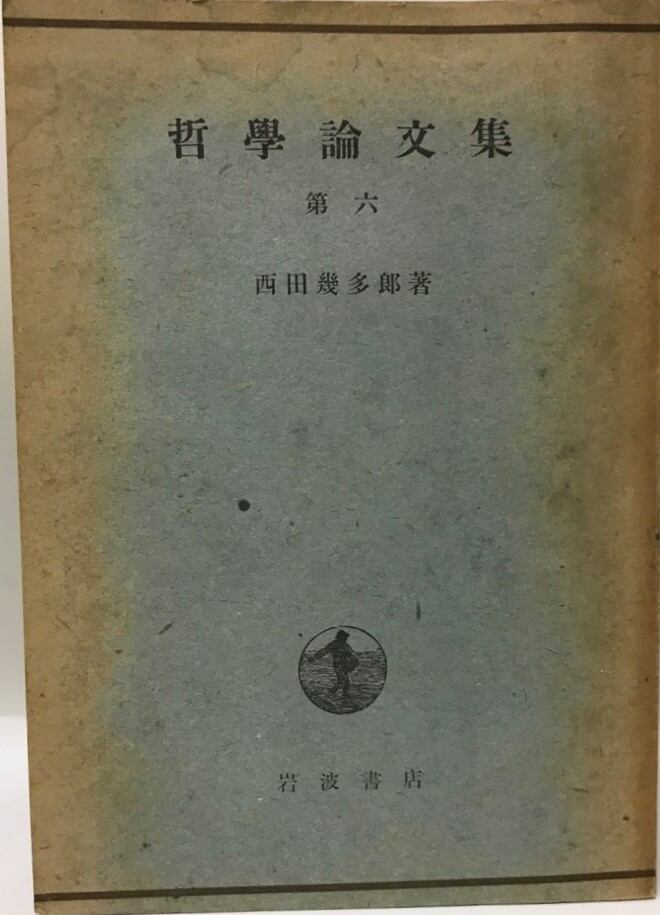 哲學論文集
第六
西田幾多郎著
岩波書店